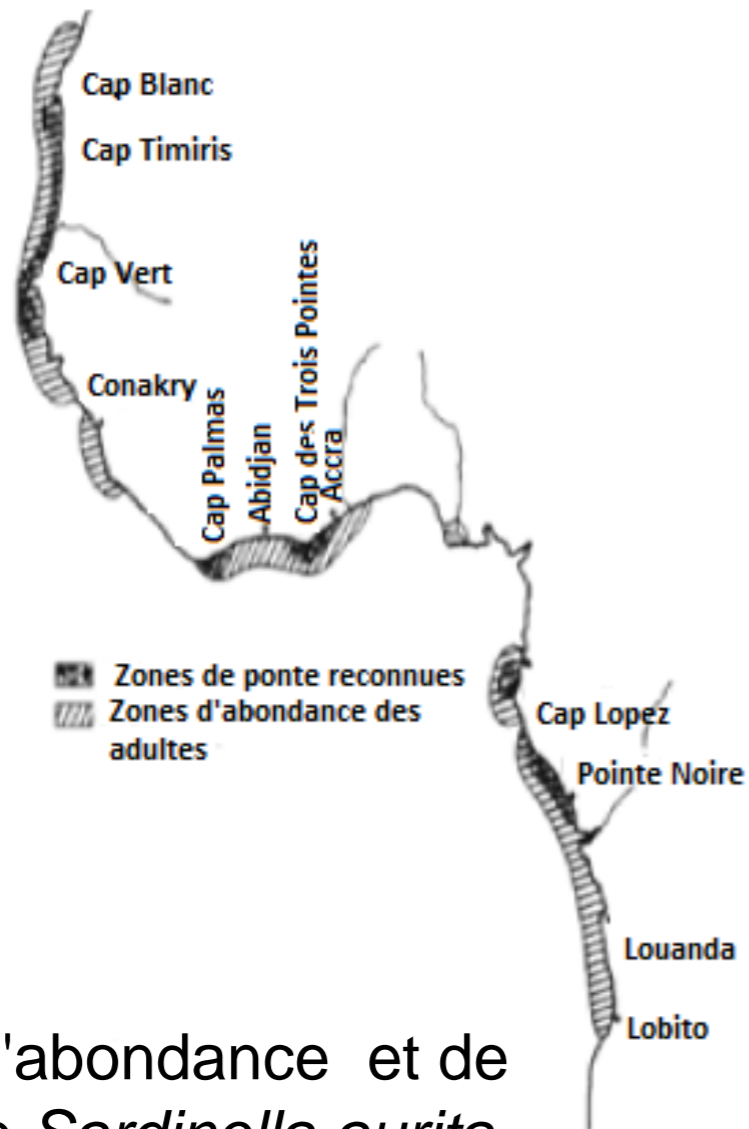 Cap Blanc
Cap Timiris
Cap Vert
Conakry
Cap Palmas
Abidjan
Cap des Trois Pointes
Accra
Zones de ponte reconnues
Zones d'abondance des
adultes
Cap Lopez
Pointe Noire
Louanda
Lobito
'abondance et de
Sardinella aurita